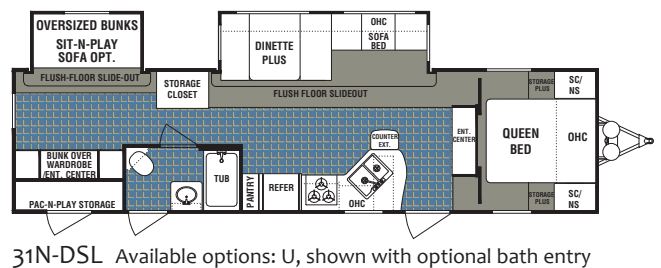 OVERSIZED BUNKS
SIT-N-PLAY
SOFA OPT.
FLUSH-FLOOR SLIDE-OUT
STORAGE
CLOSET
DINETTE
PLUS
OHC
SOFA
BED
FLUSH FLOOR SLIDEOUT
STORAGE
PLUS
SC/
NS
QUEEN
BED
OHC
STORAGE
PLUS
SC/
NS
ENT.
CENTER
COUNTER
EXT.
BUNK OVER
WARDROBE
/ENT. CENTER
PAC-N-PLAY STORAGE
TUB
PANTRY
REFER
OHC
31N-DSL Available options: U, shown with optional bath entry